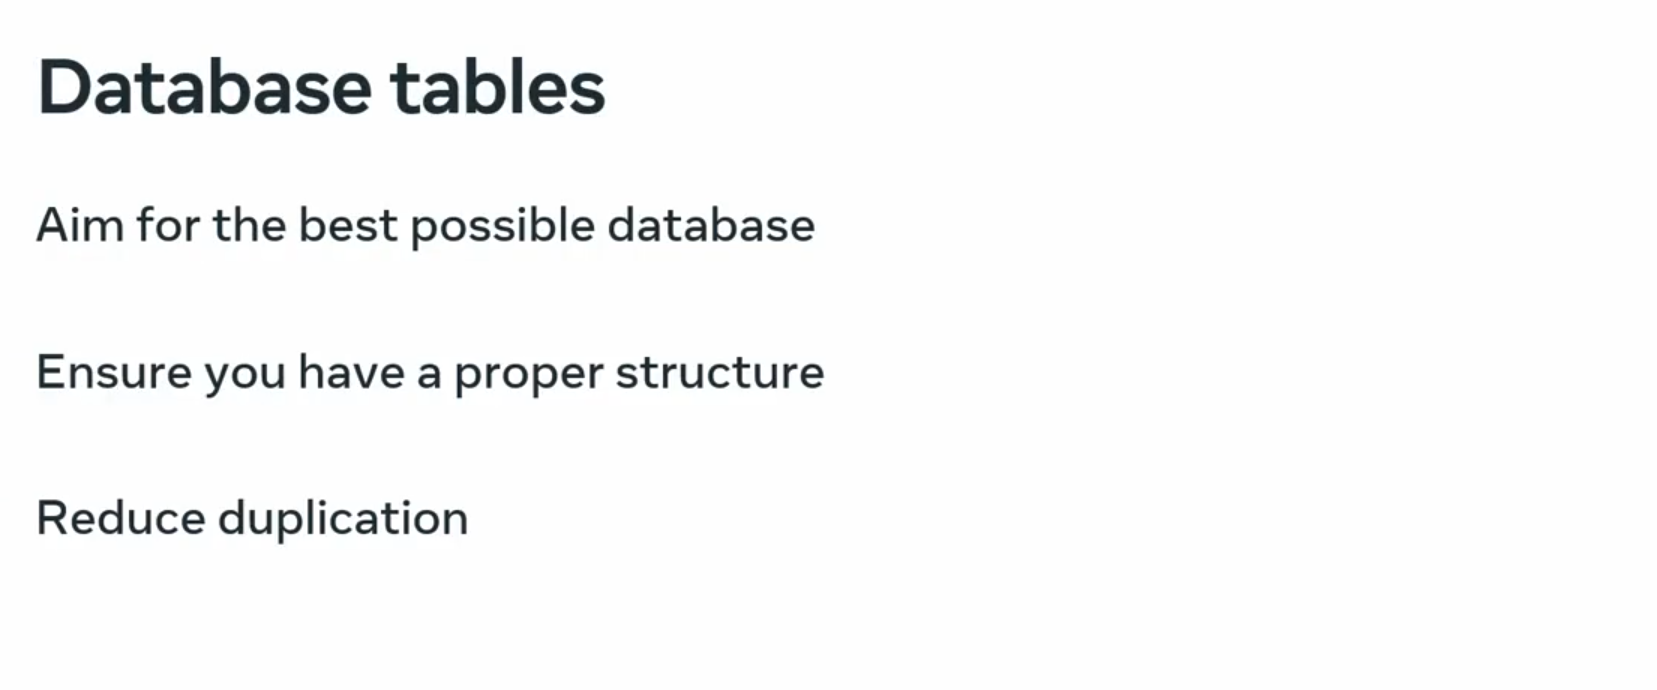 Database tables
Aim for the best possible database
Ensure you have a proper structure
Reduce duplication